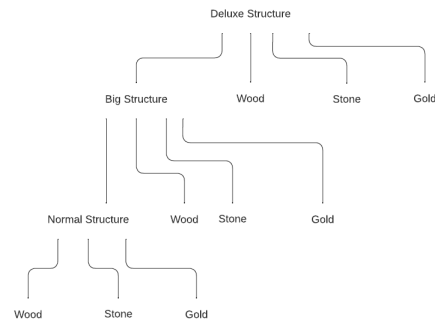 Deluxe Structure
Big Structure
Wood
Stone
Gold
Normal Structure
Wood
Stone
Gold
Wood
Stone
Gold